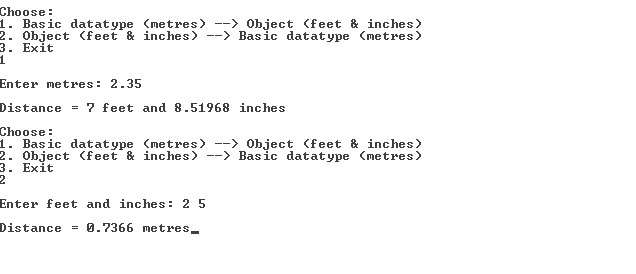 Choose:
1. Basic datatype (metres) --> Object (feet & inches)
2. Object (feet & inches) --> Basic datatype (metres)
3. Exit
1
Enter metres: 2.35
Distance = 7 feet and 8.51968 inches
Choose:
1. Basic datatype (metres) --> Object (feet & inches)
2. Object (feet & inches) --> Basic datatype (metres)
3. Exit
2
Enter feet and inches: 2 5
Distance = 0.7366 metres_